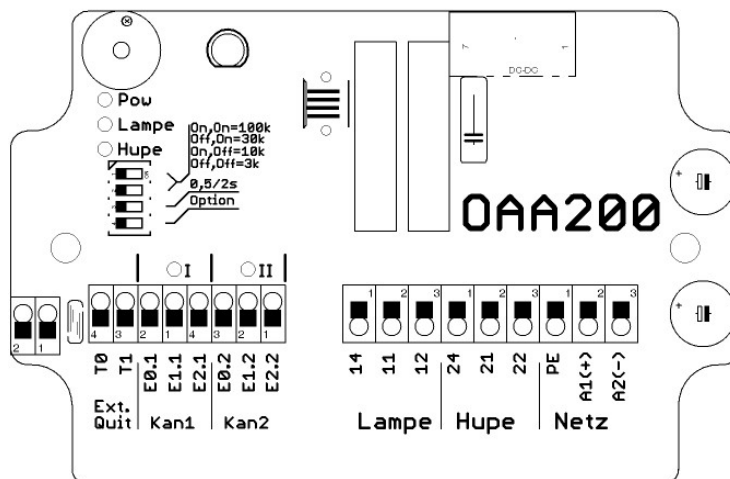 7 1
DC-DC
Pow
Lampe
Hupe
On,On=100k
Off,On=30k
On,Off=10k
Off,Off=3k
0,5/2s
Option
OAA200
I II
4 3 2 1 4 3 2 1
2 1
1 2 3 1 2 3 1 2 3
T0 T1 E0.1 E1.1 E2.1 E0.2 E1.2 E2.2
14 11 12 24 21 22 PE A1(+) A2(-)
Ext.
Quit Kan1 Kan2
Lampe Hupe Netz